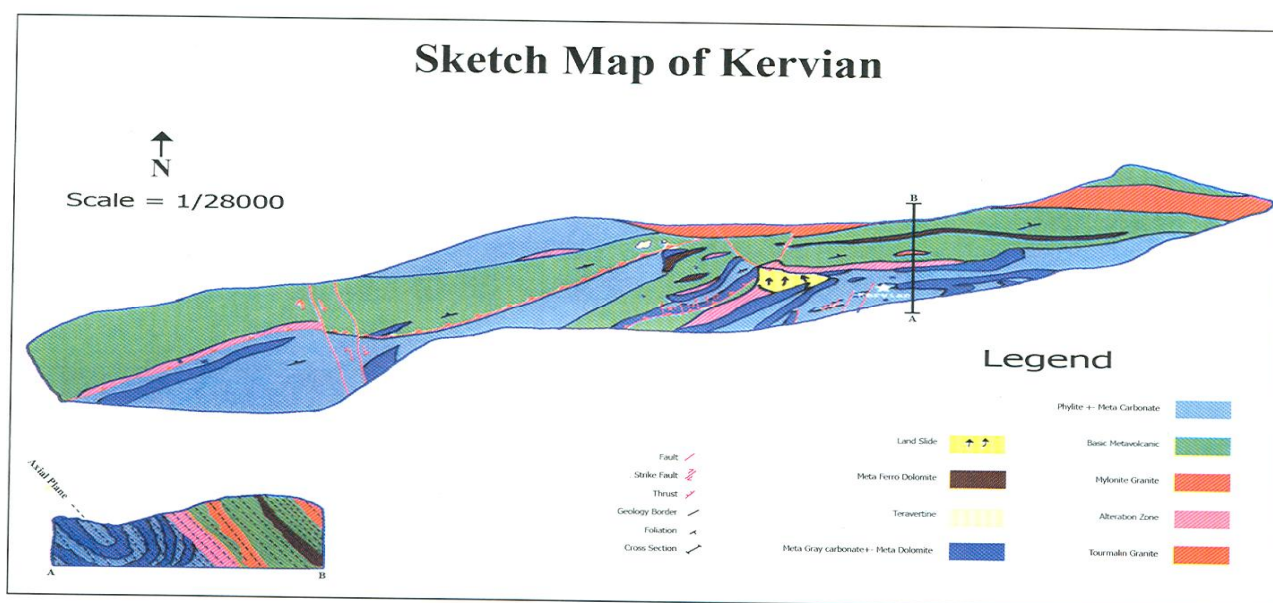 Sketch Map of Kervian
N
Scale = 1/28000
B
A
Kervian
Legend
Phylite +- Meta Carbonate
Basic Metavolcanic
Mylonite Granite
Alteration Zone
Tourmalin Granite
Land Slide
Meta Ferro Dolomite
Teravertine
Meta Gray carbonate+- Meta Dolomite
Fault
Strike Fault
Thrust
Geology Border
Foliation
Cross Section
Axial Plane
A
B